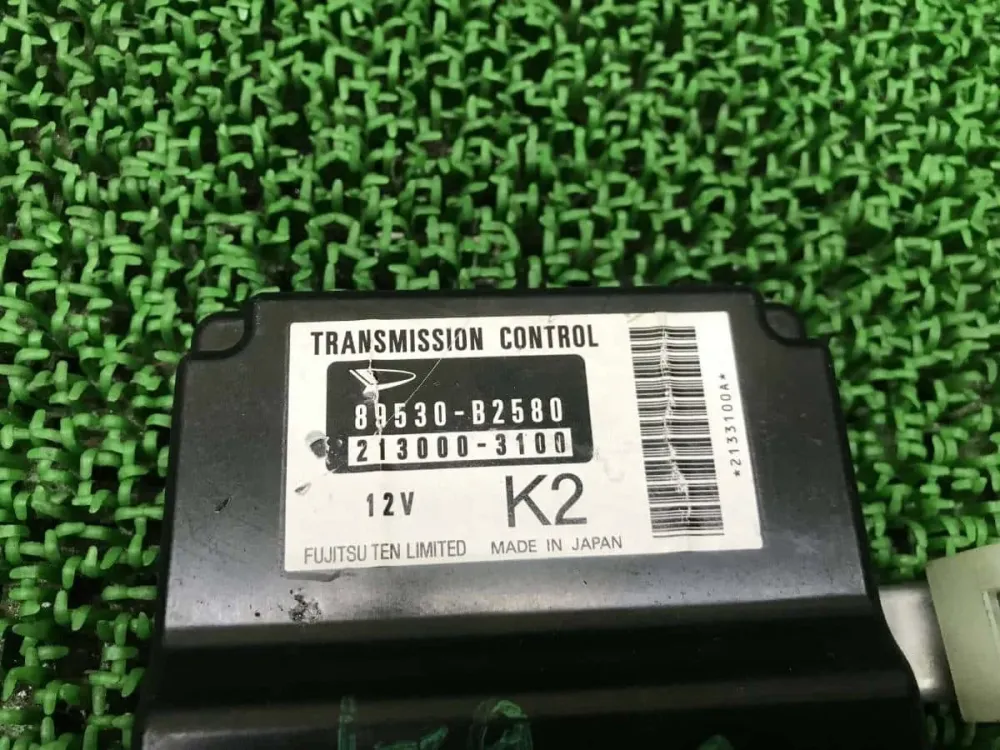 TRANSMISSION CONTROL
89530-B2580
213000-3100
12V K2
FUJITSU TEN LIMITED MADE IN JAPAN
*2133100A*